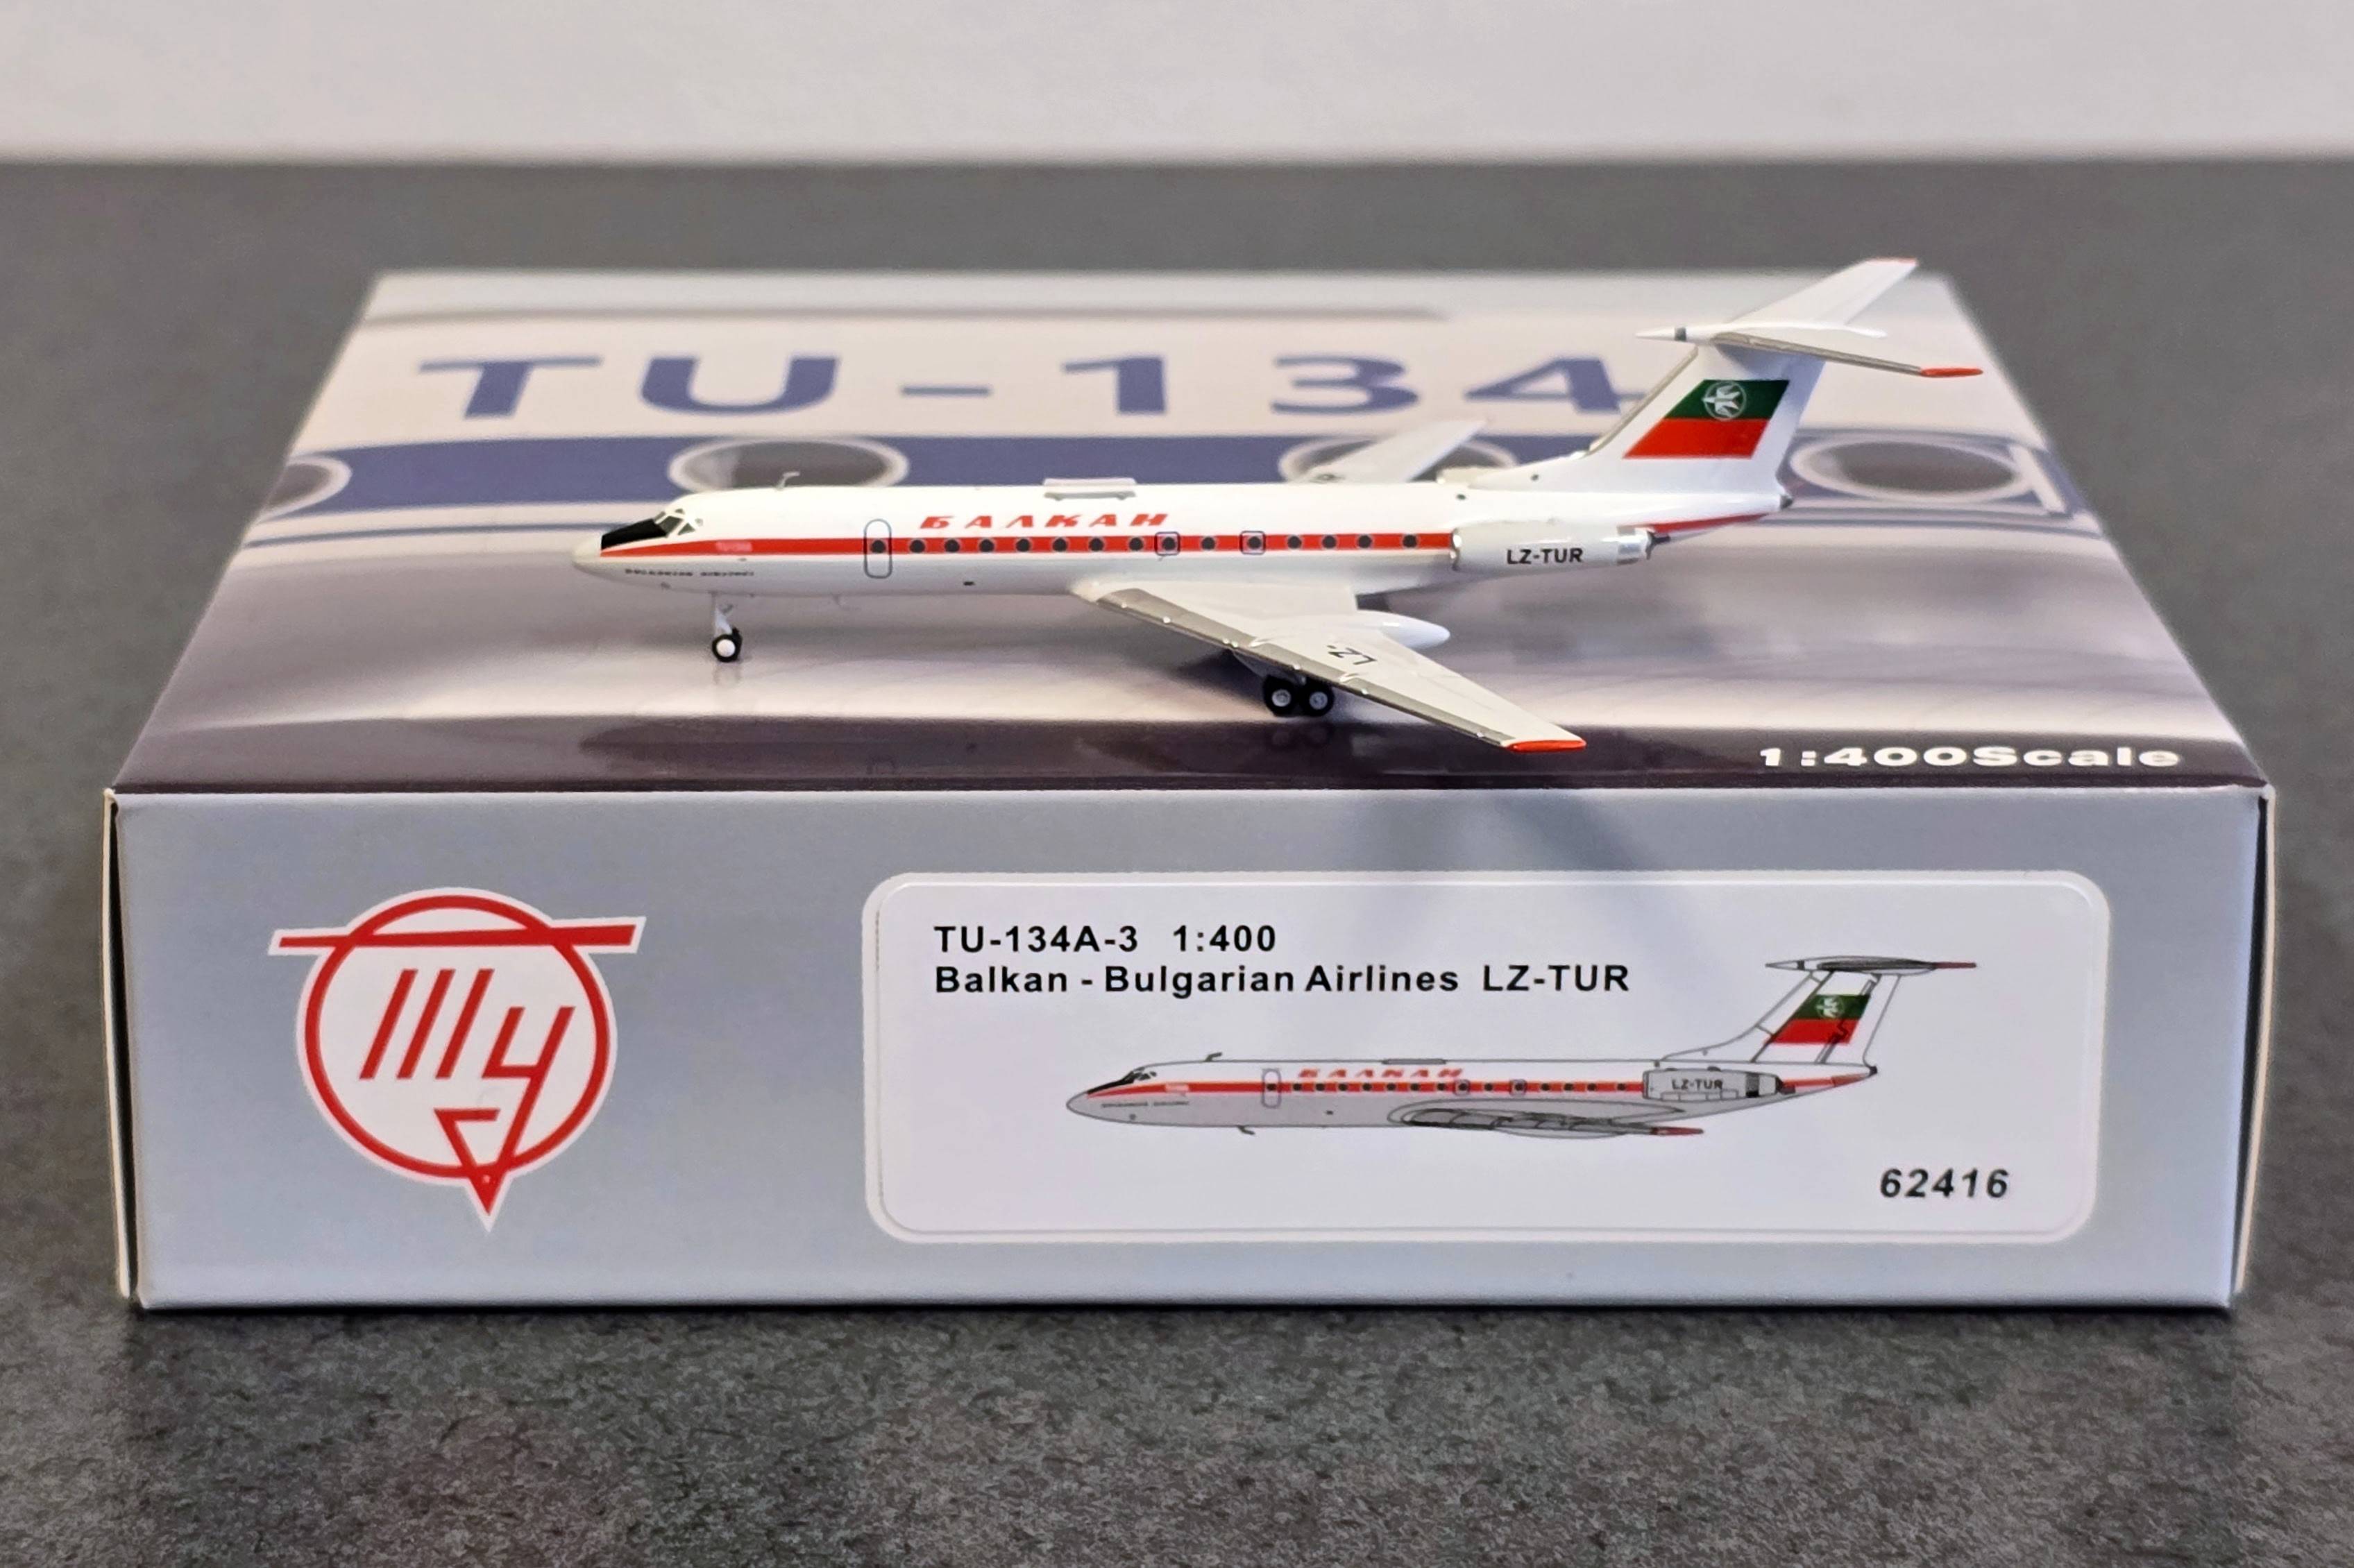 TU-134
БАЛКАН
LZ-TUR
LZ-
1:400Scale
Ту
TU-134A-3 1:400
Balkan - Bulgarian Airlines LZ-TUR
БАЛКАН
LZ-TUR
62416